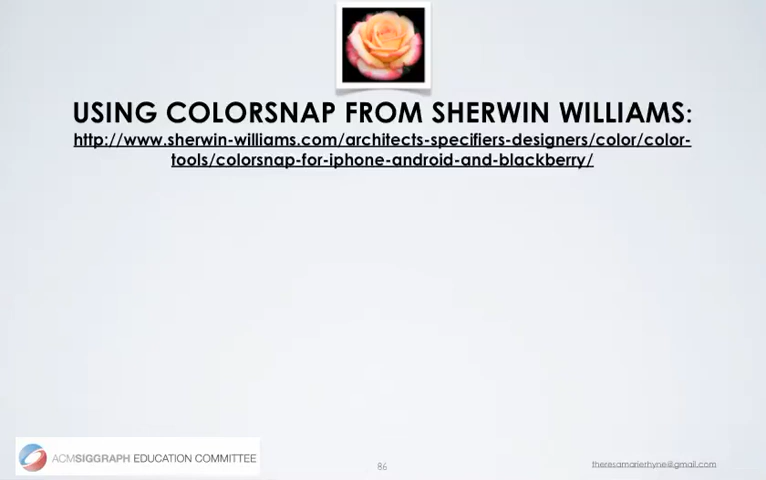 USING COLORSNAP FROM SHERWIN WILLIAMS:
http://www.sherwin-williams.com/architects-specifiers-designers/color/color-
tools/colorsnap-for-iphone-android-and-blackberry/
ACMSIGGRAPH EDUCATION COMMITTEE
86
theresamarierhyne@gmail.com